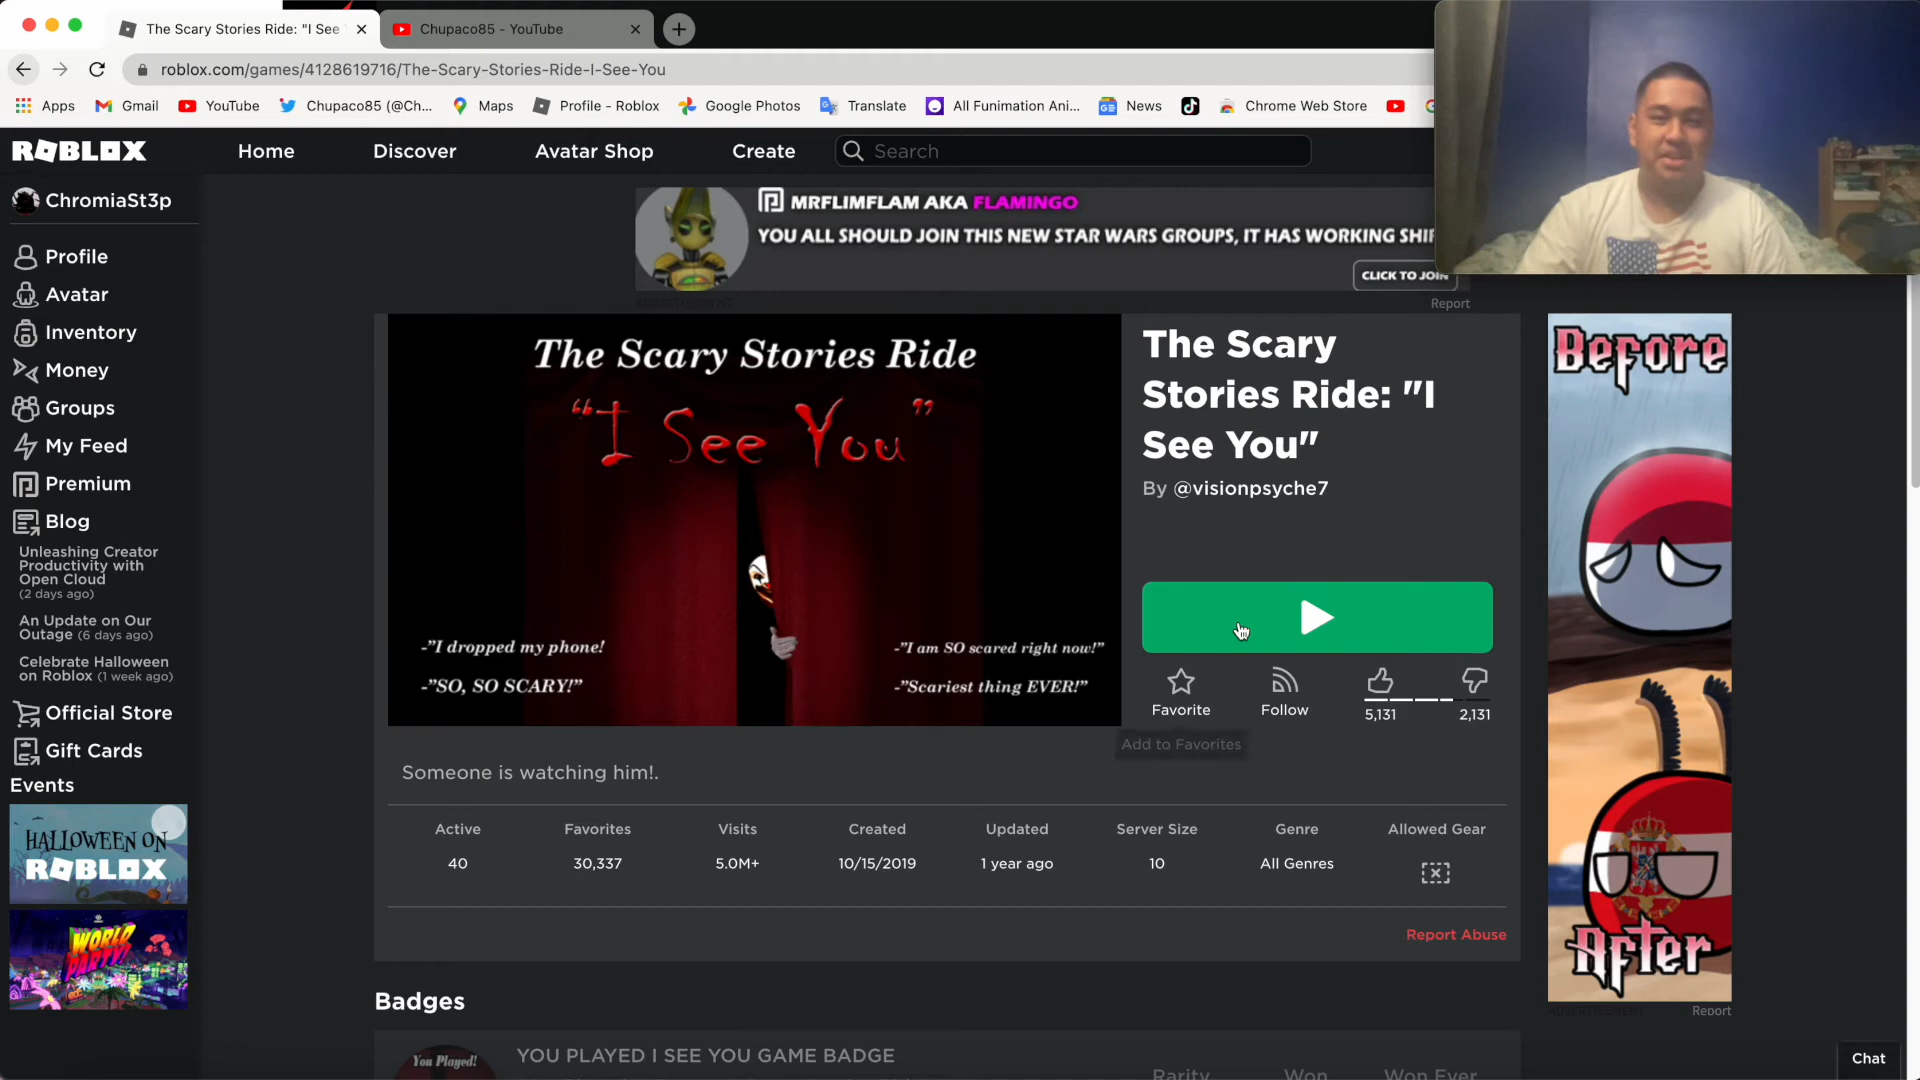 The Scary Stories Ride: "I See
Chupaco85 - YouTube
roblox.com/games/4128619716/The-Scary-Stories-Ride-I-See-You
Apps
Gmail
YouTube
Chupaco85 (@Ch...
Maps
Profile - Roblox
Google Photos
Translate
All Funimation Ani...
News
Chrome Web Store
ROBLOX
Home
Discover
Avatar Shop
Create
Search
ChromiaSt3p
Profile
Avatar
Inventory
Money
Groups
My Feed
Premium
Blog
Unleashing Creator
Productivity with
Open Cloud
(2 days ago)
An Update on Our
Outage (6 days ago)
Celebrate Halloween
on Roblox (1 week ago)
Official Store
Gift Cards
Events
HALLOWEEN ON
ROBLOX
WORLD
PARTY!
MRFLIMFLAM AKA FLAMINGO
YOU ALL SHOULD JOIN THIS NEW STAR WARS GROUPS, IT HAS WORKING SHI
CLICK TO JOIN
ADVERTISEMENT
Report
The Scary Stories Ride
“I See You”
-"I dropped my phone!
-"SO, SO SCARY!"
-"I am SO scared right now!"
-"Scariest thing EVER!"
The Scary
Stories Ride: "I
See You"
By @visionpsyche7
Favorite
Follow
5,131
2,131
Add to Favorites
Someone is watching him!.
Active
Favorites
Visits
Created
Updated
Server Size
Genre
Allowed Gear
40
30,337
5.0M+
10/15/2019
1 year ago
10
All Genres
Report Abuse
Badges
You Played!
YOU PLAYED I SEE YOU GAME BADGE
Rarity
Won
Won Ever
Before
After
ADVERTISEMENT
Report
Chat